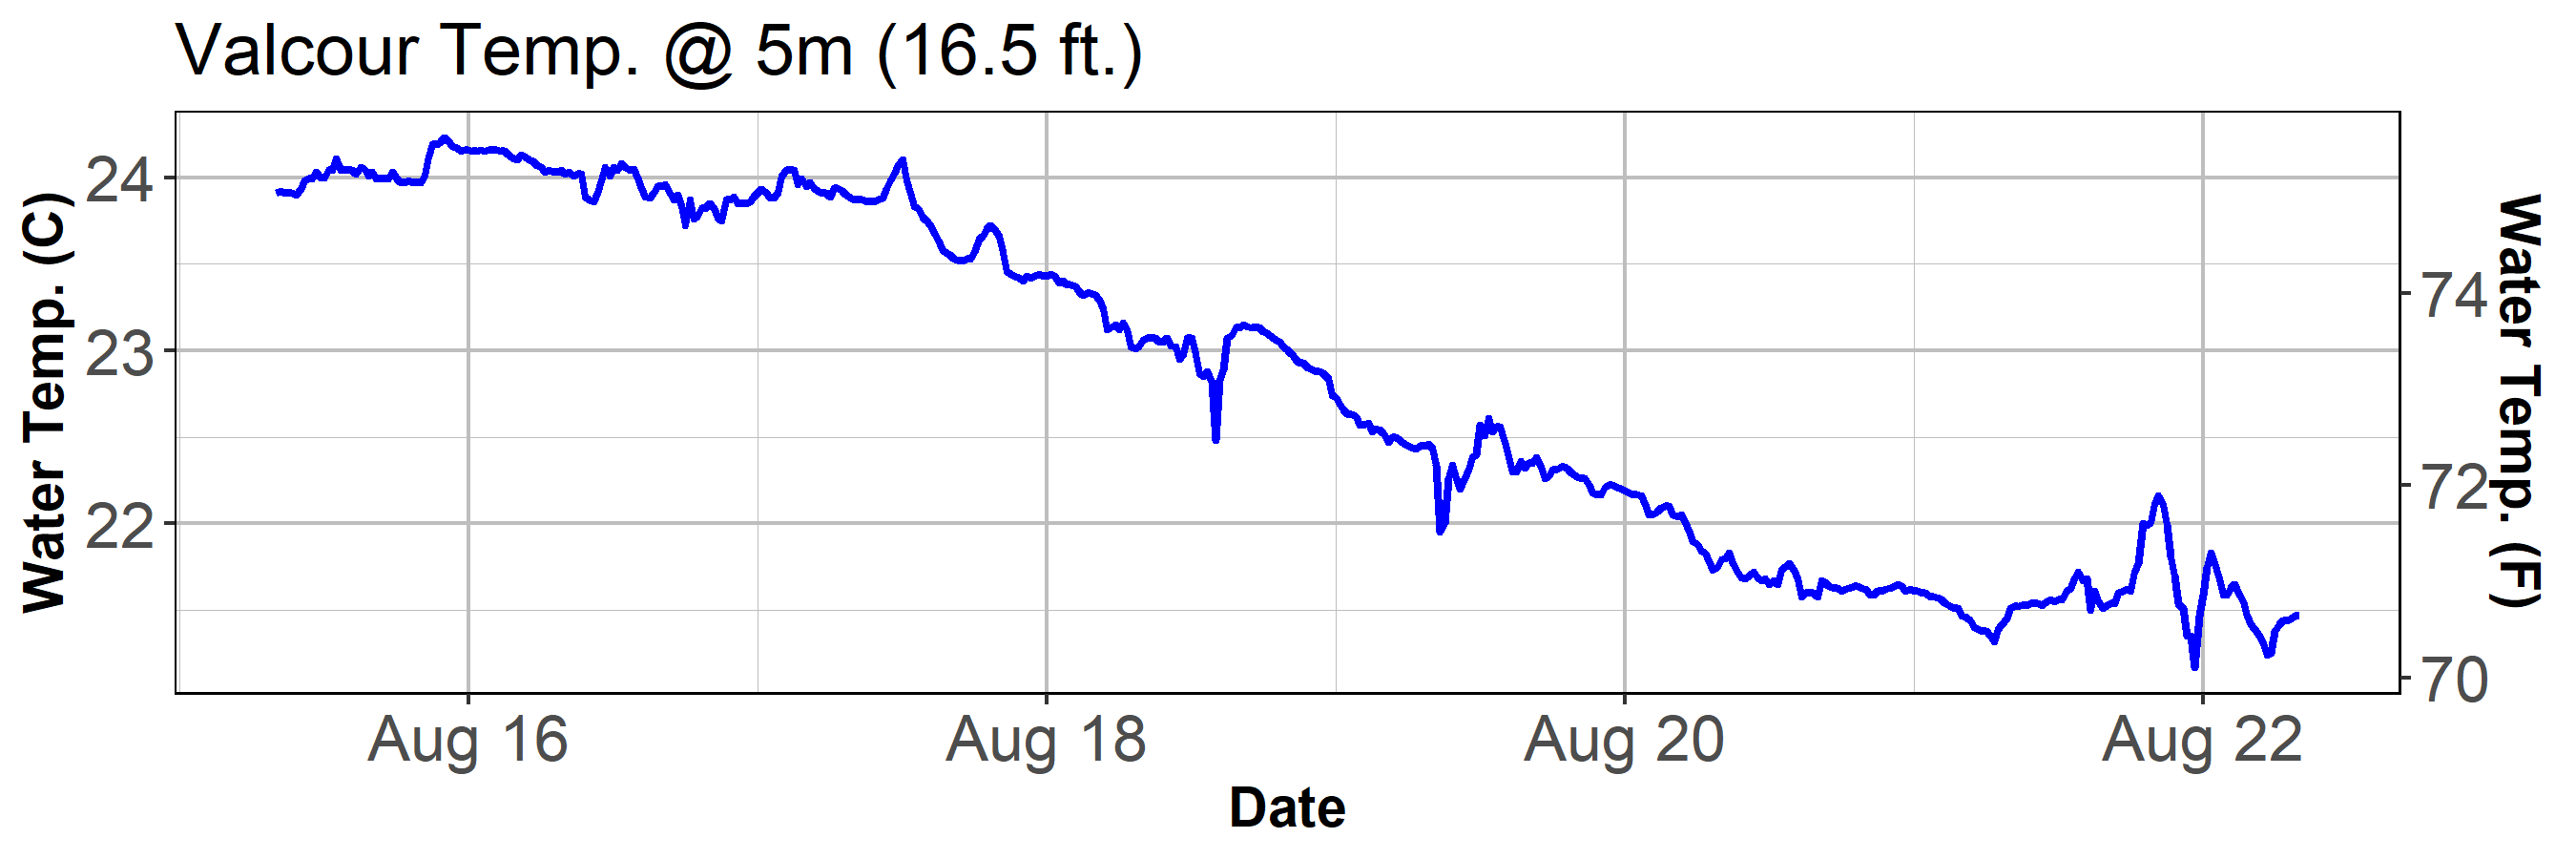 Valcour Temp. @ 5m (16.5 ft.)
Water Temp. (C)
24
23
22
74
72
70
Water Temp. (F)
Aug 16
Aug 18
Aug 20
Aug 22
Date